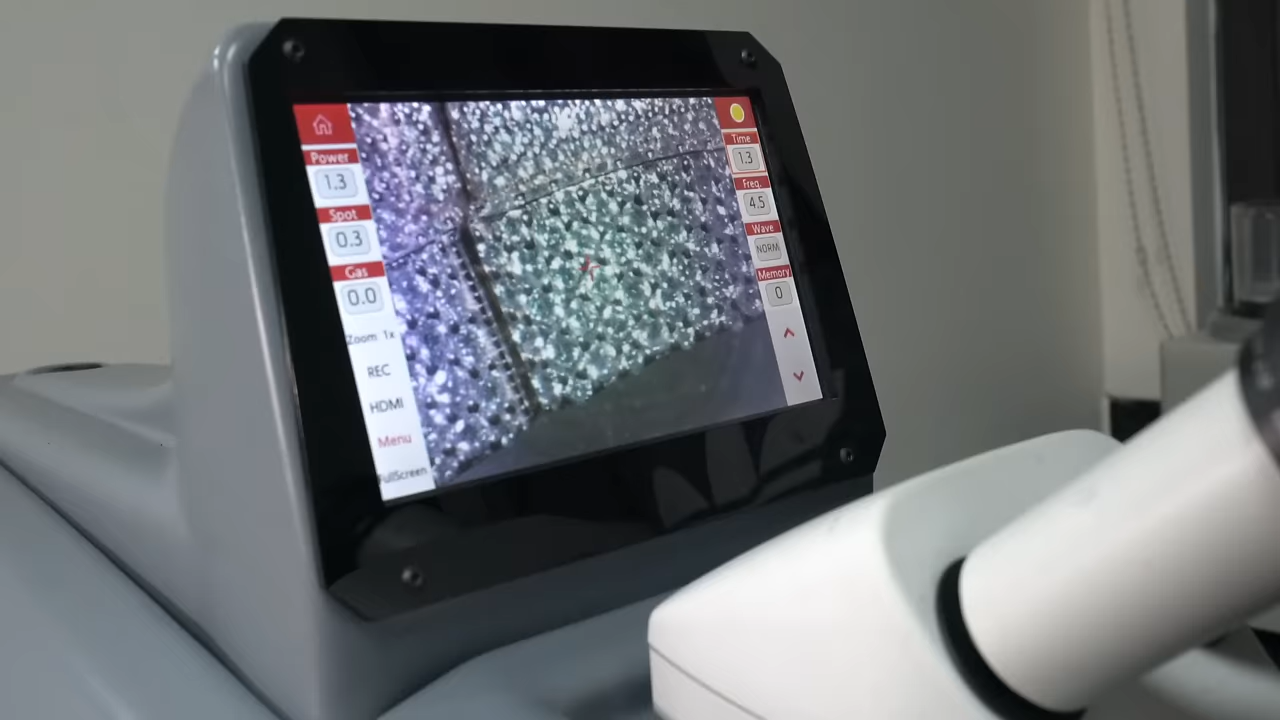 Power
1.3
Spot
0.3
Gas
0.0
Zoom 1x
REC
HDMI
Menu
FullScreen
Time
1.3
Freq.
4.5
Wave
NORM
Memory
0